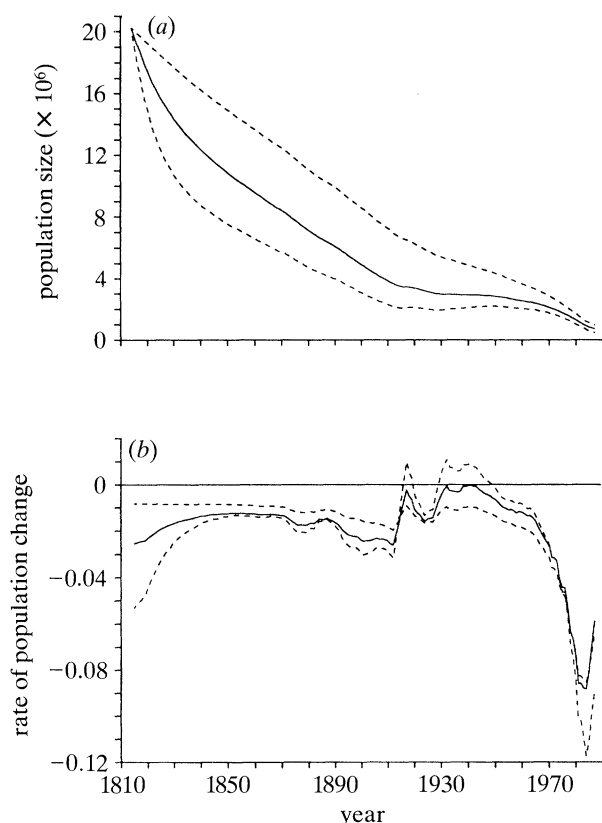 (a)
20
16
12
8
4
0
population size (× 10⁶)
(b)
0
−0.04
−0.08
−0.12
rate of population change
1810 1850 1890 1930 1970
year